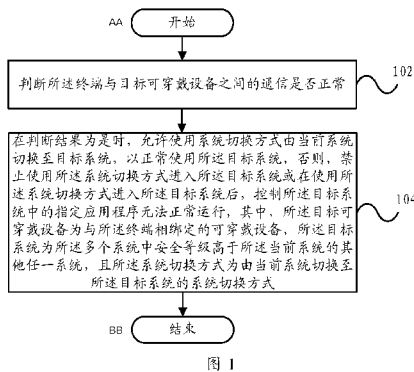 AA
开始
判断所述终端与目标可穿戴设备之间的通信是否正常
102
在判断结果为是时，允许使用系统切换方式由当前系统
切换至目标系统，以正常使用所述目标系统，否则，禁
止使用所述系统切换方式进入所述目标系统或在使用所
述系统切换方式进入所述目标系统后，控制所述目标系
统中的指定应用程序无法正常运行，其中，所述目标可
穿戴设备为与所述终端相绑定的可穿戴设备，所述目标
系统为所述多个系统中安全等级高于所述当前系统的其
他任一系统，且所述系统切换方式为由当前系统切换至
所述目标系统的系统切换方式
104
BB
结束
图 1